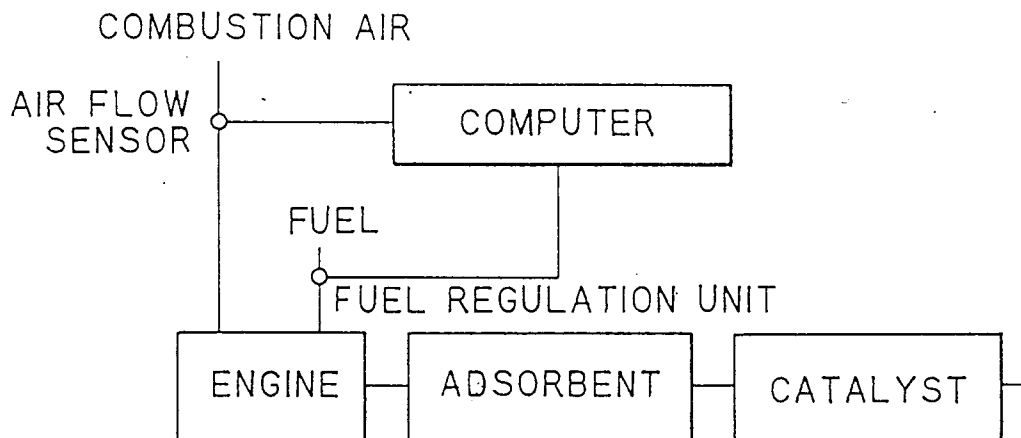 COMBUSTION AIR
AIR FLOW
SENSOR
COMPUTER
FUEL
FUEL REGULATION UNIT
ENGINE
ADSORBENT
CATALYST